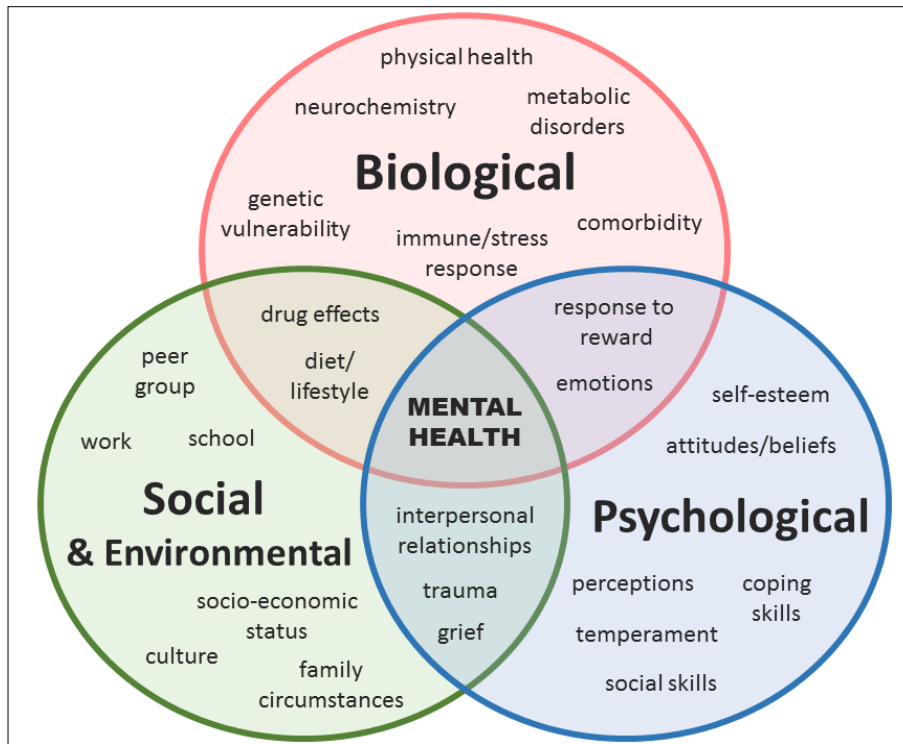 physical health
neurochemistry
metabolic
disorders
Biological
genetic
vulnerability
immune/stress
response
comorbidity
drug effects
diet/
lifestyle
response to
reward
emotions
MENTAL
HEALTH
peer
group
work
school
Social
& Environmental
socio-economic
status
culture
family
circumstances
interpersonal
relationships
trauma
grief
self-esteem
attitudes/beliefs
Psychological
perceptions
coping
skills
temperament
social skills